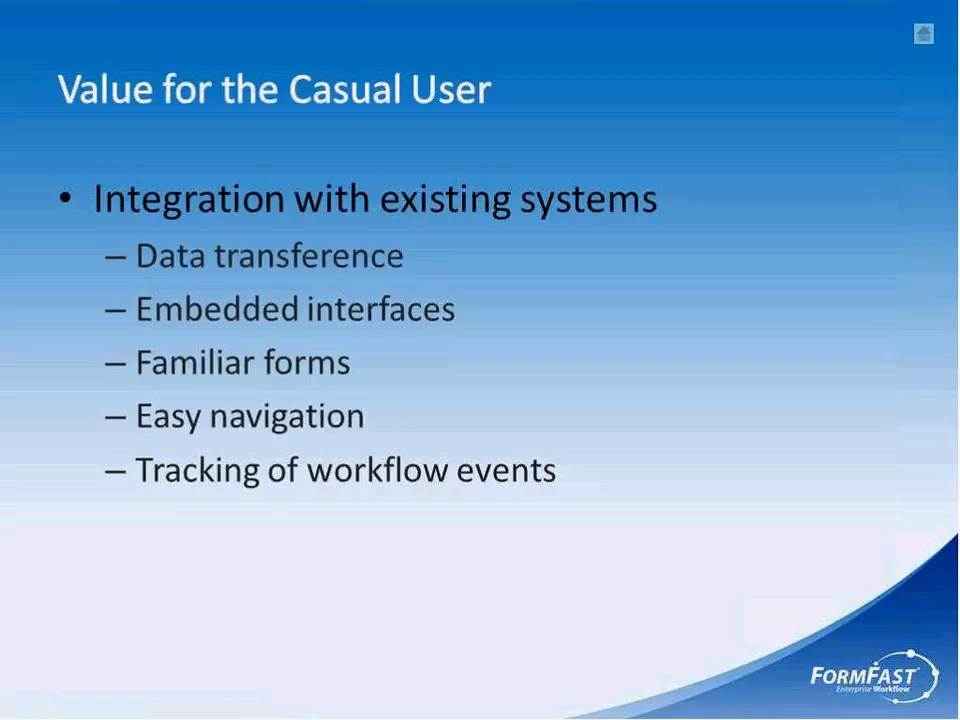 Value for the Casual User
• Integration with existing systems
– Data transference
– Embedded interfaces
– Familiar forms
– Easy navigation
– Tracking of workflow events
FORMFAST
Enterprise Workflow